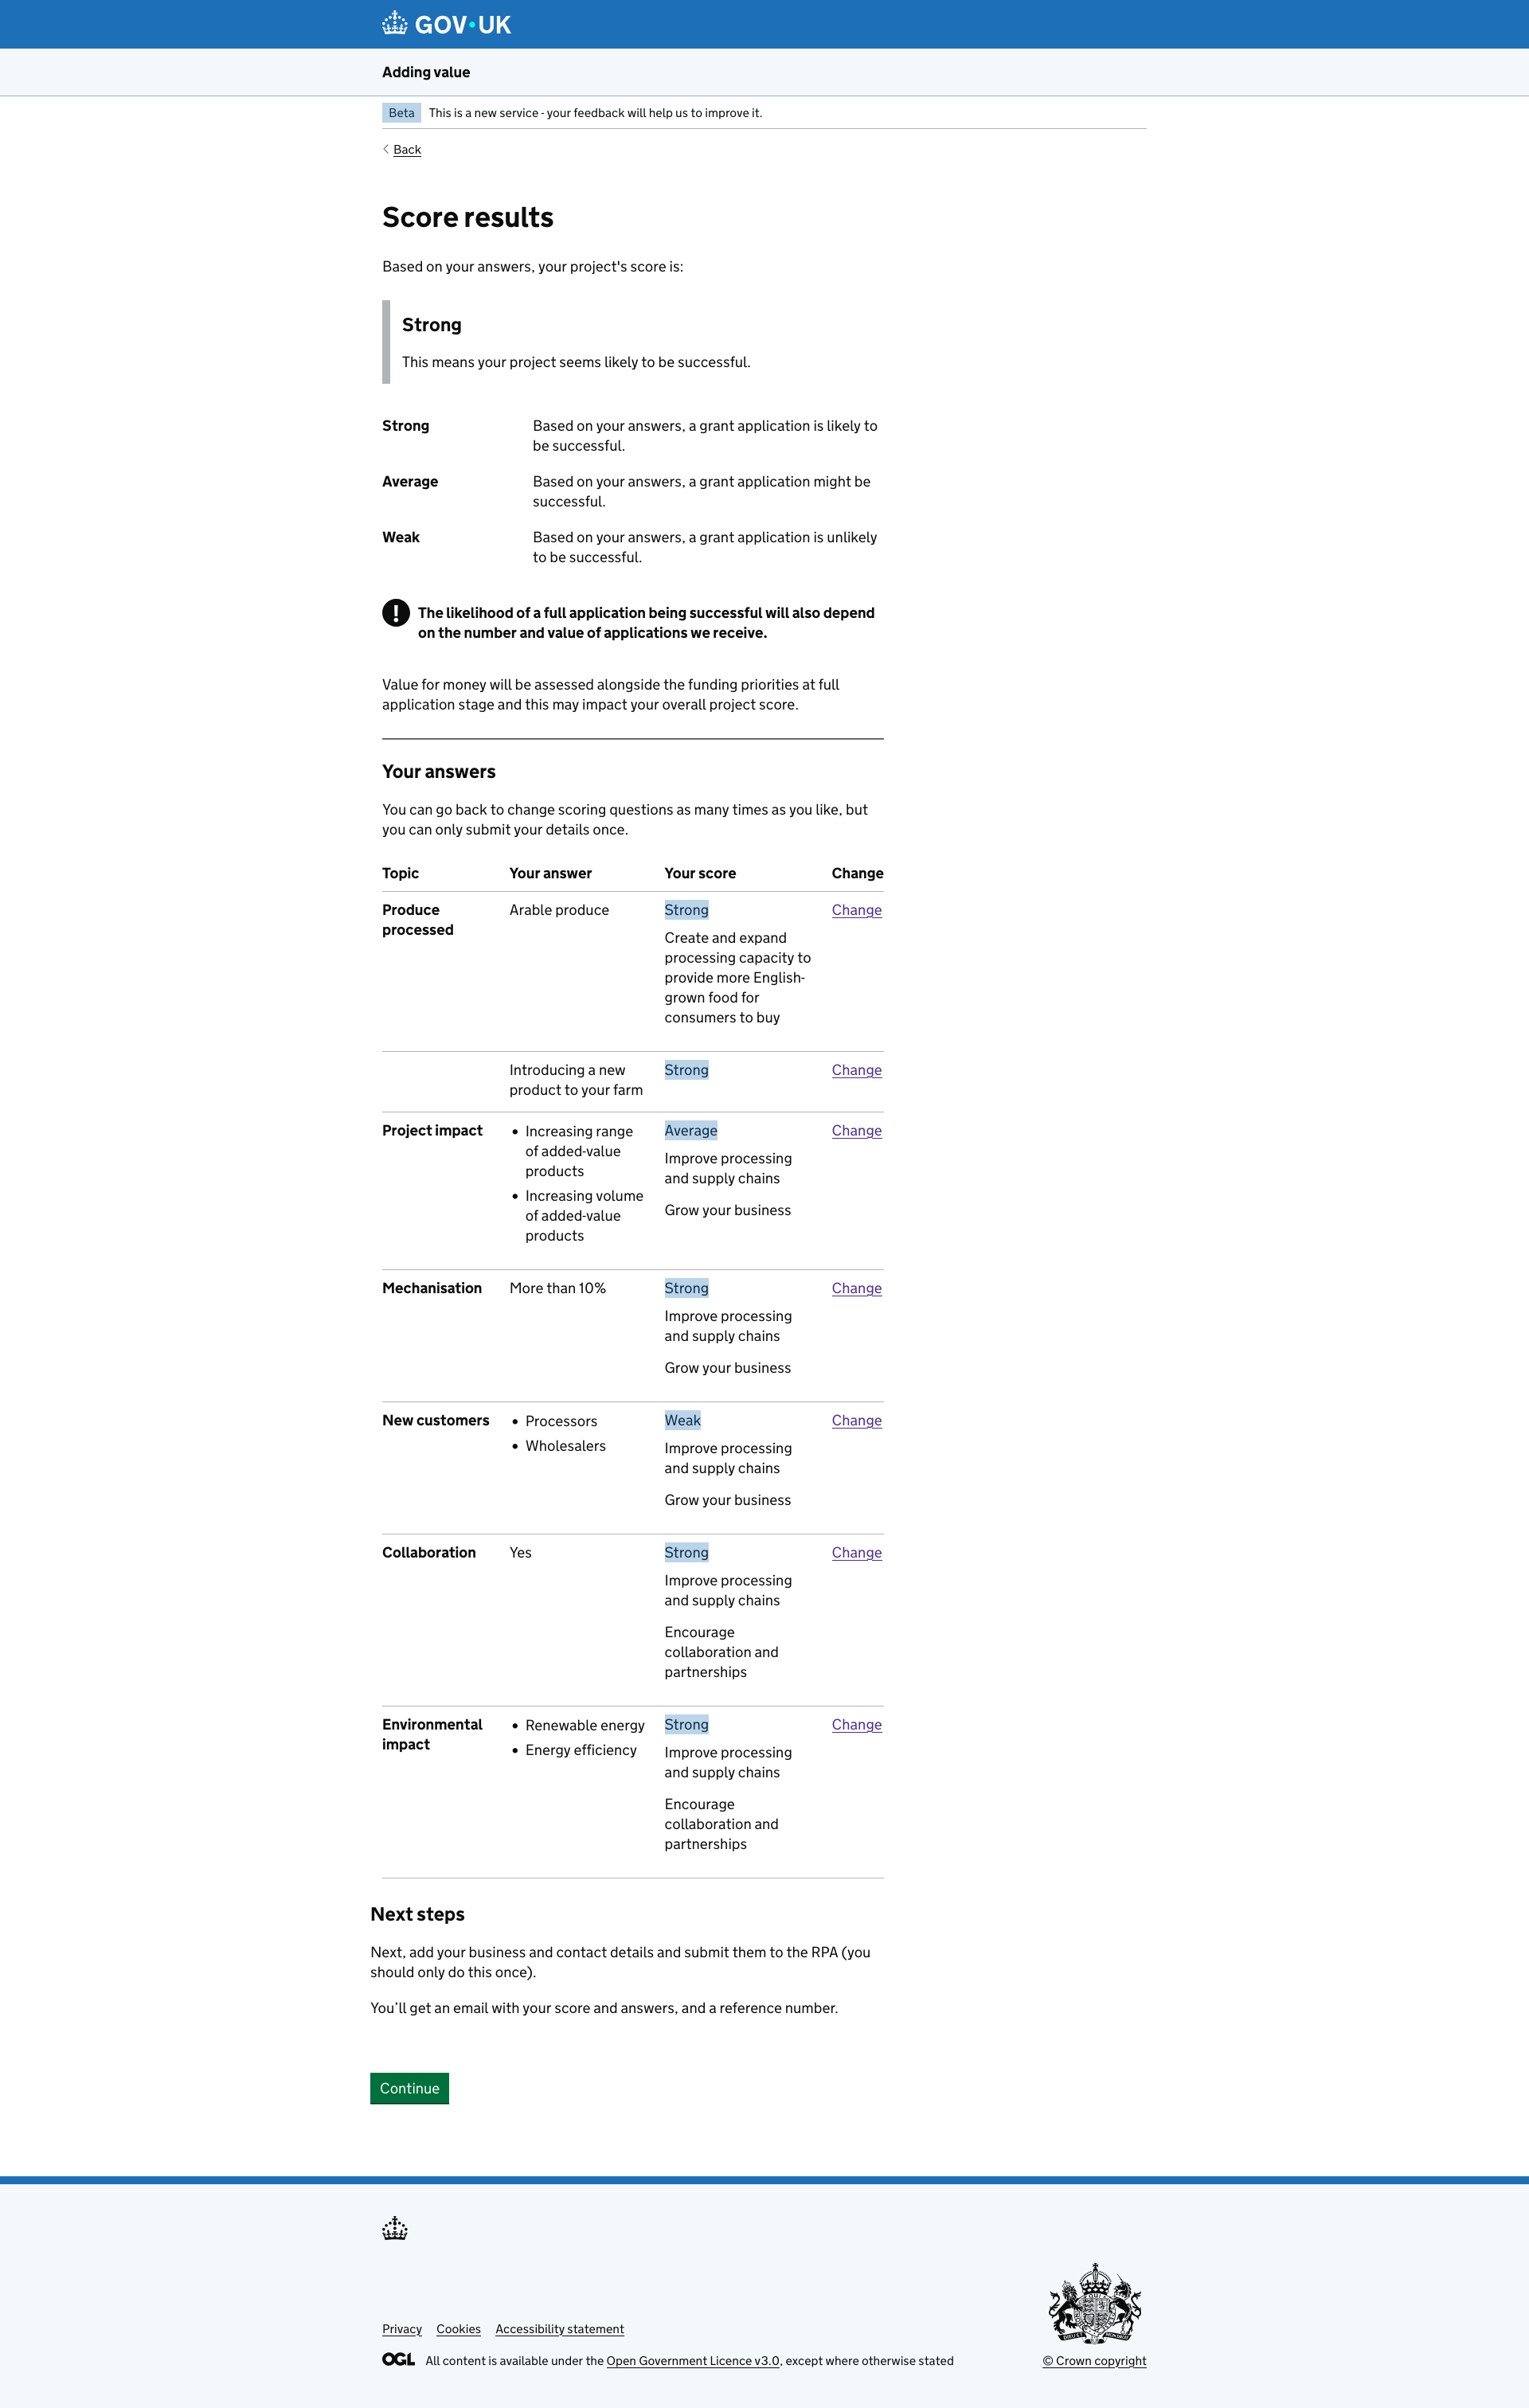 GOV·UK
Adding value
Beta This is a new service - your feedback will help us to improve it.
Back
Score results
Based on your answers, your project's score is:
Strong
This means your project seems likely to be successful.
Strong Based on your answers, a grant application is likely to
be successful.
Average Based on your answers, a grant application might be
successful.
Weak Based on your answers, a grant application is unlikely
to be successful.
! The likelihood of a full application being successful will also depend
on the number and value of applications we receive.
Value for money will be assessed alongside the funding priorities at full
application stage and this may impact your overall project score.
Your answers
You can go back to change scoring questions as many times as you like, but
you can only submit your details once.
Topic Your answer Your score Change
Produce Arable produce Strong Change
processed
Create and expand
processing capacity to
provide more English-
grown food for
consumers to buy
Introducing a new Strong Change
product to your farm
Project impact • Increasing range Average Change
of added-value
products
• Increasing volume
of added-value
products
Improve processing
and supply chains
Grow your business
Mechanisation More than 10% Strong Change
Improve processing
and supply chains
Grow your business
New customers • Processors Weak Change
• Wholesalers
Improve processing
and supply chains
Grow your business
Collaboration Yes Strong Change
Improve processing
and supply chains
Encourage
collaboration and
partnerships
Environmental • Renewable energy Strong Change
impact • Energy efficiency
Improve processing
and supply chains
Encourage
collaboration and
partnerships
Next steps
Next, add your business and contact details and submit them to the RPA (you
should only do this once).
You’ll get an email with your score and answers, and a reference number.
Continue
Privacy Cookies Accessibility statement
OGL All content is available under the Open Government Licence v3.0, except where otherwise stated
© Crown copyright